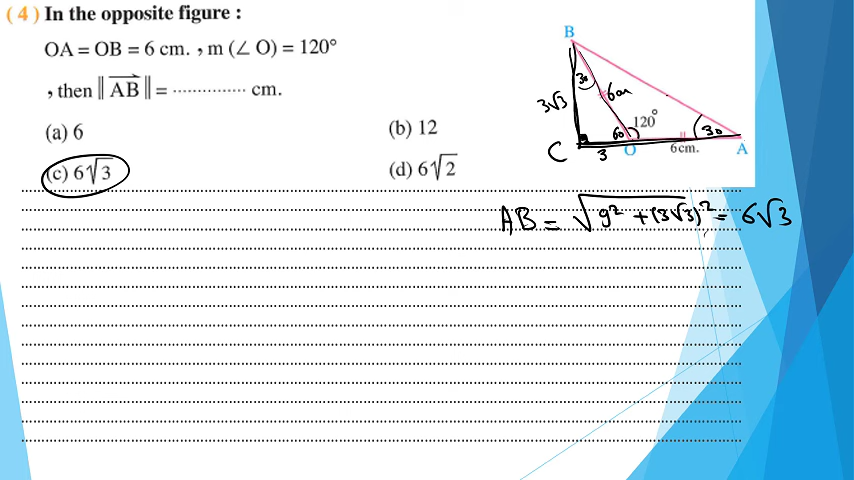 ( 4 ) In the opposite figure :
OA = OB = 6 cm. , m (∠ O) = 120°
, then ‖ AB ‖ = ·············· cm.
(a) 6
(b) 12
(c) 6√3
(d) 6√2
B
30
6cm
3√3
120°
60
30
C
3
O
6cm.
A
AB = √9² + (3√3)² = 6√3